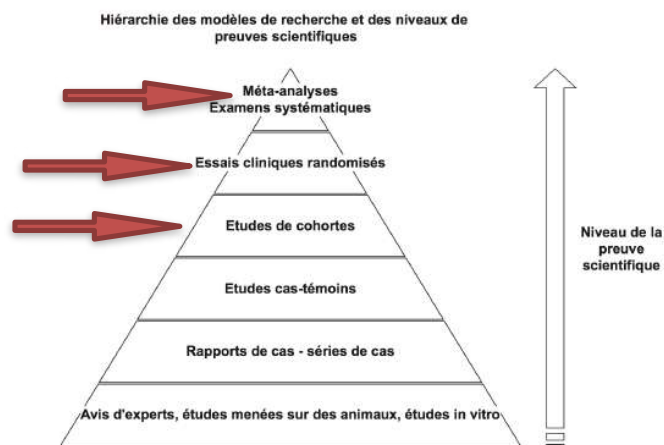 Hiérarchie des modèles de recherche et des niveaux de
preuves scientifiques
Méta-analyses
Examens systématiques
Essais cliniques randomisés
Etudes de cohortes
Etudes cas-témoins
Rapports de cas - séries de cas
Avis d'experts, études menées sur des animaux, études in vitro
Niveau de la
preuve
scientifique